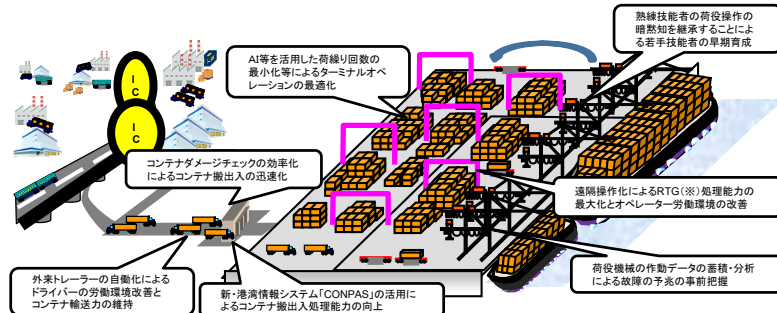 熟練技能者の荷役操作の
暗黙知を継承することによ
る若手技能者の早期育成
AI等を活用した荷繰り回数の
最小化等によるターミナルオペ
レーションの最適化
I
C
I
C
コンテナダメージチェックの効率化
によるコンテナ搬出入の迅速化
遠隔操作化によるRTG(※)処理能力の
最大化とオペレーター労働環境の改善
荷役機械の作動データの蓄積・分析
による故障の予兆の事前把握
外来トレーラーの自働化による
ドライバーの労働環境改善と
コンテナ輸送力の維持
新・港湾情報システム「CONPAS」の活用によ
るコンテナ搬出入処理能力の向上